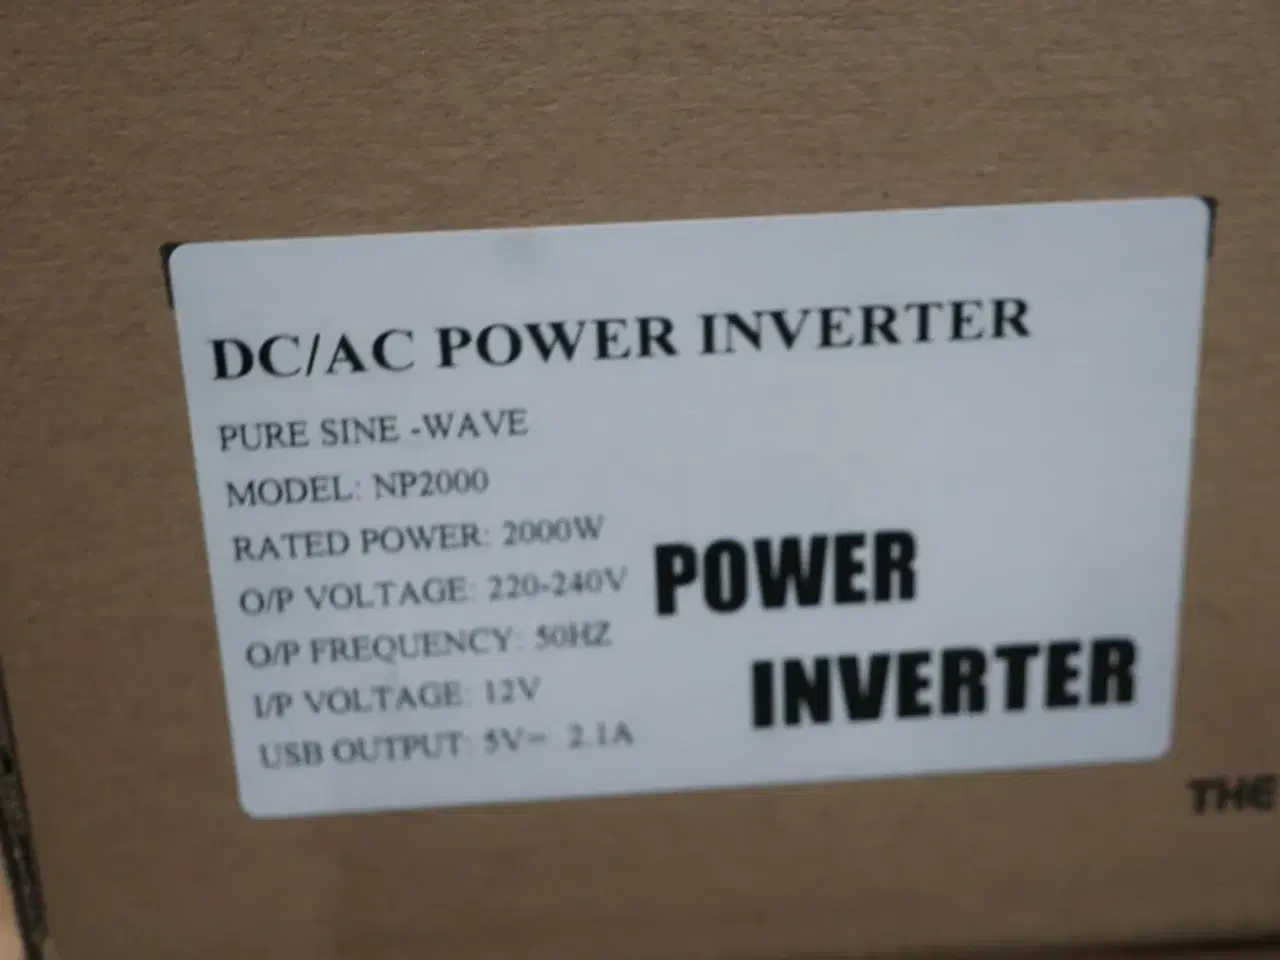 DC/AC POWER INVERTER
PURE SINE -WAVE
MODEL: NP2000
RATED POWER: 2000W
O/P VOLTAGE: 220-240V
O/P FREQUENCY: 50HZ
I/P VOLTAGE: 12V
USB OUTPUT: 5V= 2.1A
POWER
INVERTER
THE